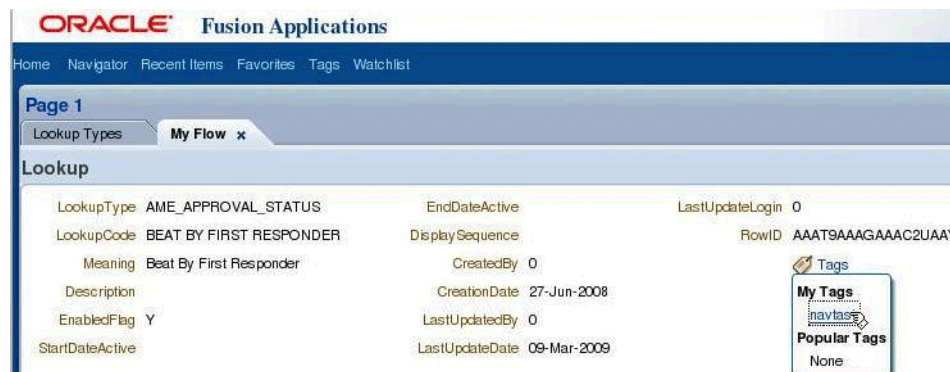 ORACLE Fusion Applications
Home Navigator Recent Items Favorites Tags Watchlist
Page 1
Lookup Types My Flow x
Lookup
LookupType AME_APPROVAL_STATUS EndDateActive LastUpdateLogin 0
LookupCode BEAT BY FIRST RESPONDER DisplaySequence RowID
Meaning Beat By First Responder CreatedBy 0 Tags
Description CreationDate 27-Jun-2008 My Tags
EnabledFlag Y LastUpdatedBy 0
StartDateActive LastUpdateDate 09-Mar-2009 Popular Tags
None